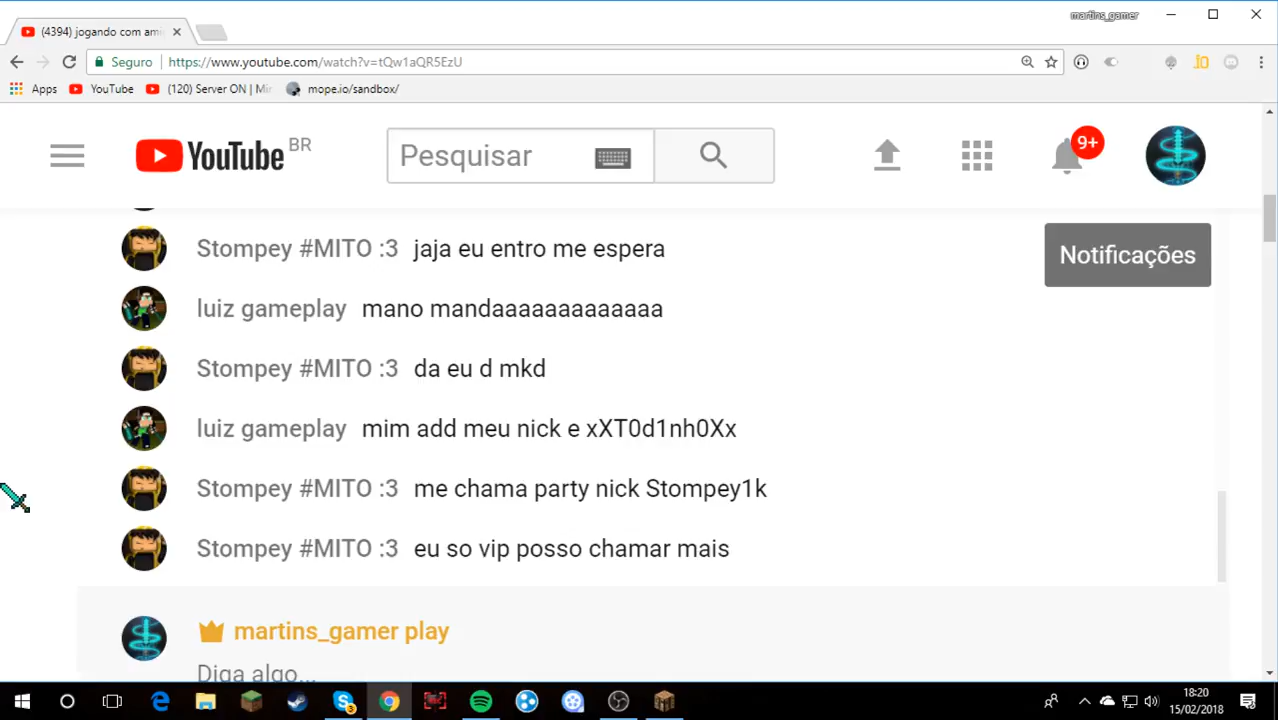 martins_gamer
(4394) jogando com ami
Seguro https://www.youtube.com/watch?v=tQw1aQR5EzU
Apps YouTube (120) Server ON | Mir mope.io/sandbox/
YouTube BR Pesquisar 9+
Notificações
Stompey #MITO :3 jaja eu entro me espera
luiz gameplay mano mandaaaaaaaaaaaaa
Stompey #MITO :3 da eu d mkd
luiz gameplay mim add meu nick e xXT0d1nh0Xx
Stompey #MITO :3 me chama party nick Stompey1k
Stompey #MITO :3 eu so vip posso chamar mais
martins_gamer play
Diga algo...
18:20
15/02/2018